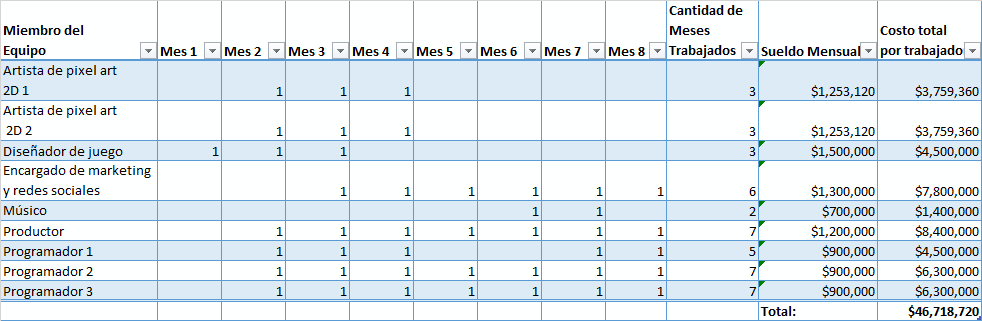 Miembro del Equipo | Mes 1 | Mes 2 | Mes 3 | Mes 4 | Mes 5 | Mes 6 | Mes 7 | Mes 8 | Cantidad de Meses Trabajados | Sueldo Mensual | Costo total por trabajado
Artista de pixel art 2D 1 | | 1 | 1 | 1 | | | | | 3 | $1,253,120 | $3,759,360
Artista de pixel art 2D 2 | | 1 | 1 | 1 | | | | | 3 | $1,253,120 | $3,759,360
Diseñador de juego | 1 | 1 | 1 | | | | | | 3 | $1,500,000 | $4,500,000
Encargado de marketing y redes sociales | | | 1 | 1 | 1 | 1 | 1 | 1 | 6 | $1,300,000 | $7,800,000
Músico | | | | | | 1 | 1 | | 2 | $700,000 | $1,400,000
Productor | | 1 | 1 | 1 | 1 | 1 | 1 | 1 | 7 | $1,200,000 | $8,400,000
Programador 1 | | 1 | 1 | 1 | | | 1 | 1 | 5 | $900,000 | $4,500,000
Programador 2 | | 1 | 1 | 1 | 1 | 1 | 1 | 1 | 7 | $900,000 | $6,300,000
Programador 3 | | 1 | 1 | 1 | 1 | 1 | 1 | 1 | 7 | $900,000 | $6,300,000
Total: | $46,718,720